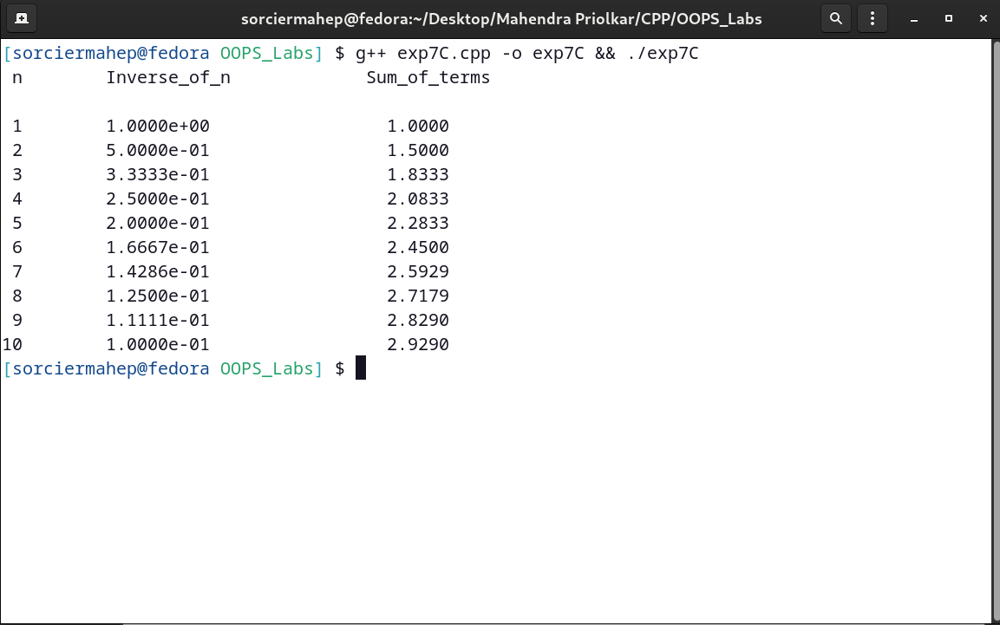 sorciermahep@fedora:~/Desktop/Mahendra Priolkar/CPP/OOPS_Labs
[sorciermahep@fedora OOPS_Labs] $ g++ exp7C.cpp -o exp7C && ./exp7C
 n        Inverse_of_n             Sum_of_terms

 1        1.0000e+00                 1.0000
 2        5.0000e-01                 1.5000
 3        3.3333e-01                 1.8333
 4        2.5000e-01                 2.0833
 5        2.0000e-01                 2.2833
 6        1.6667e-01                 2.4500
 7        1.4286e-01                 2.5929
 8        1.2500e-01                 2.7179
 9        1.1111e-01                 2.8290
10        1.0000e-01                 2.9290
[sorciermahep@fedora OOPS_Labs] $